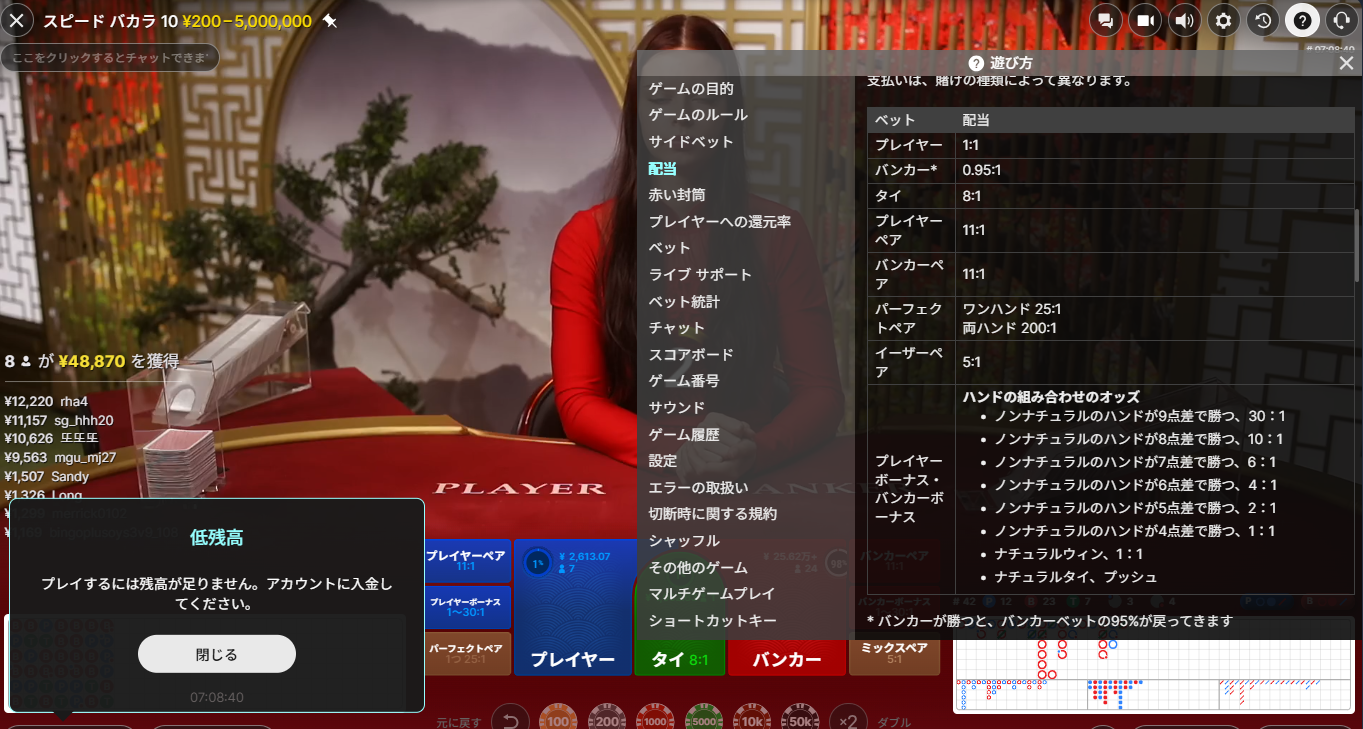 スピード バカラ 10 ¥200–5,000,000
ここをクリックするとチャットできま
# 07:08:40
遊び方
ゲームの目的
ゲームのルール
サイドベット
配当
赤い封筒
プレイヤーへの還元率
ベット
ライブ サポート
ベット統計
チャット
スコアボード
ゲーム番号
サウンド
ゲーム履歴
設定
エラーの取扱い
切断時に関する規約
シャッフル
その他のゲーム
マルチゲームプレイ
ショートカットキー
支払いは、賭けの種類によって異なります。
ベット 配当
プレイヤー 1:1
バンカー* 0.95:1
タイ 8:1
プレイヤー
ペア 11:1
バンカーペ
ア 11:1
パーフェク
トペア
ワンハンド 25:1
両ハンド 200:1
イーザーペ
ア 5:1
プレイヤー
ボーナス・
バンカーボ
ーナス
ハンドの組み合わせのオッズ
• ノンナチュラルのハンドが9点差で勝つ、30：1
• ノンナチュラルのハンドが8点差で勝つ、10：1
• ノンナチュラルのハンドが7点差で勝つ、6：1
• ノンナチュラルのハンドが6点差で勝つ、4：1
• ノンナチュラルのハンドが5点差で勝つ、2：1
• ノンナチュラルのハンドが4点差で勝つ、1：1
• ナチュラルウィン、1：1
• ナチュラルタイ、プッシュ
* バンカーが勝つと、バンカーベットの95%が戻ってきます
8 が ¥48,870 を獲得
¥12,220 rha4
¥11,157 sg_hhh20
¥10,626 또또또
¥9,563 mgu_mj27
¥1,507 Sandy
¥1,326 Long
低残高
プレイするには残高が足りません。アカウントに入金し
てください。
閉じる
07:08:40
PLAYER
プレイヤーペア
11:1
プレイヤーボーナス
1～30:1
パーフェクトペア
1つ 25:1
1%
¥ 2,613.07
7
プレイヤー
タイ 8:1
¥ 25.62万+
24
98%
バンカー
バンカーペア
11:1
バンカーボーナス
ミックスペア
5:1
# 42 P 12 B 23 T 7 3 4
元に戻す 100 200 1000 5000 10k 50k ×2 ダブル